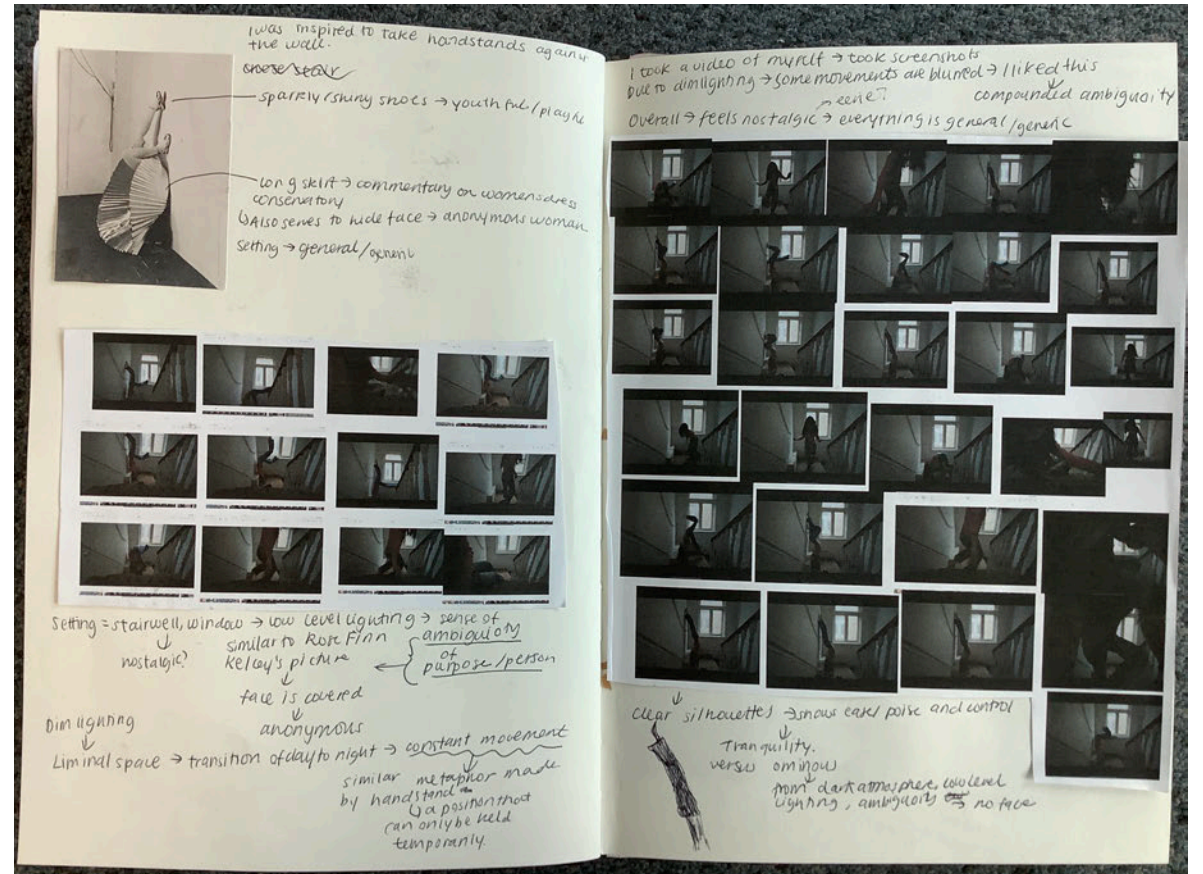 I was inspired to take handstands against
the wall.
sparkly/shiny shoes → youthful/playful
long skirt → commentary on womens dress
conservatory
↳ Also serves to hide face → anonymous woman
Setting → general/generic
Setting = stairwell, window → low level lighting → sense of
ambiguity
of
purpose/person
nostalgic?
similar to Rose Finn
Kelcey's picture
face is covered
anonymous
Dim lighting
Liminal space → transition of day to night → constant movement
similar metaphor made
by handstand
↳ a position that
can only be held
temporarily.
I took a video of myself → took screenshots
Due to dim lighting → some movements are blurred → I liked this
compounded ambiguity
eerie?
Overall → feels nostalgic → everything is general/generic
clear silhouettes → shows ease/poise and control
Tranquility.
versus ominous
from dark atmosphere, low level
lighting, ambiguity → no face